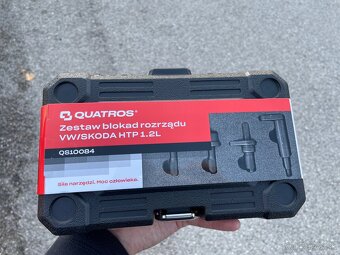 QUATROS®
Zestaw blokad rozrządu
VW/SKODA HTP 1.2L
QS10084
Siła narzędzi. Moc człowieka.